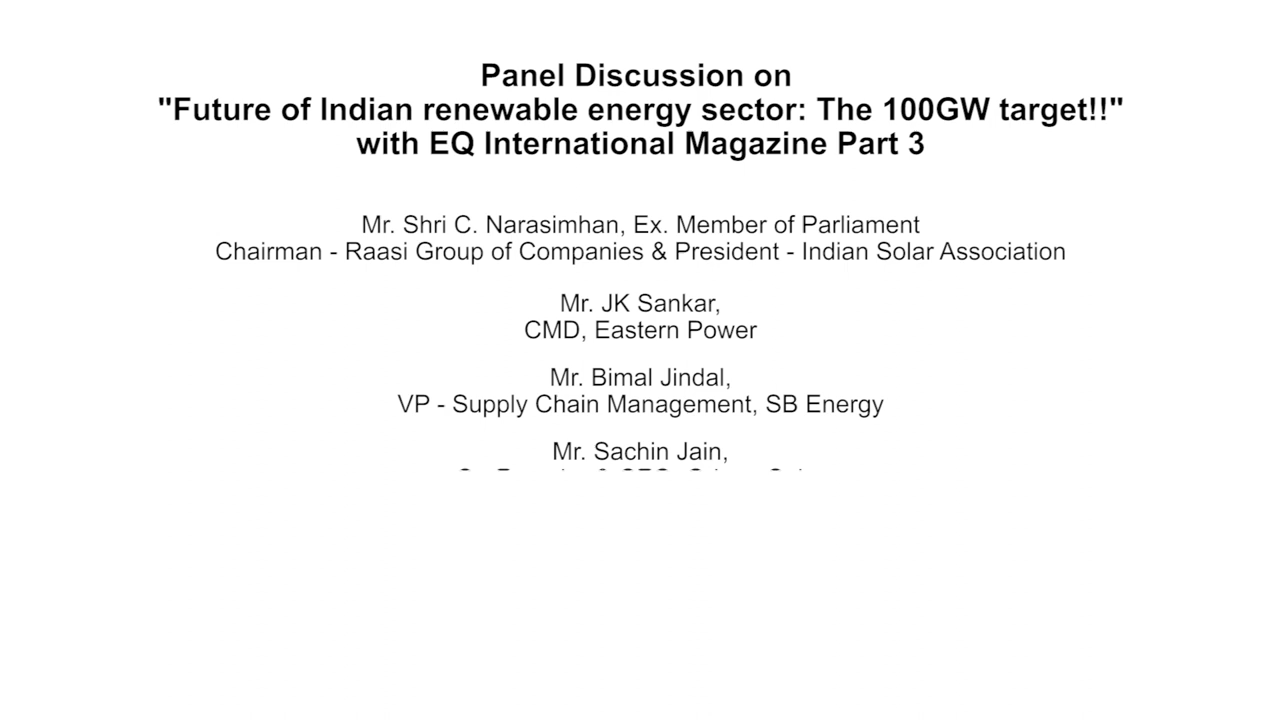 Panel Discussion on
"Future of Indian renewable energy sector: The 100GW target!!"
with EQ International Magazine Part 3
Mr. Shri C. Narasimhan, Ex. Member of Parliament
Chairman - Raasi Group of Companies & President - Indian Solar Association
Mr. JK Sankar,
CMD, Eastern Power
Mr. Bimal Jindal,
VP - Supply Chain Management, SB Energy
Mr. Sachin Jain,